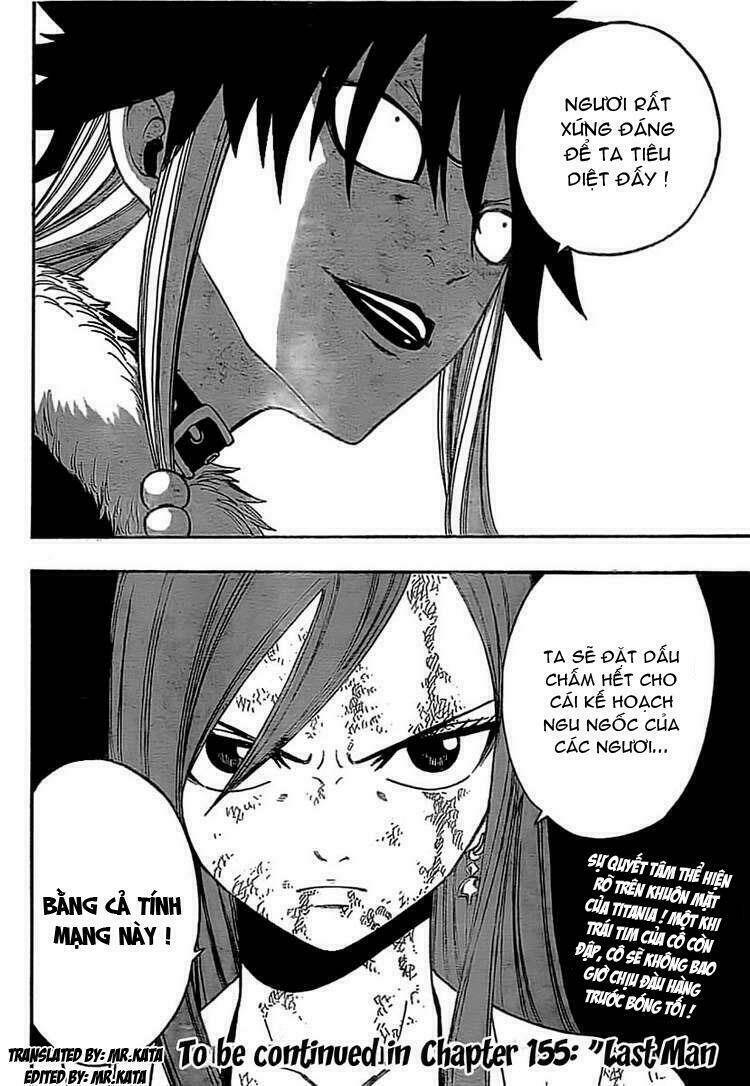 NGƯƠI RẤT
XỨNG ĐÁNG
ĐỂ TA TIÊU
DIỆT ĐẤY !
TA SẼ ĐẶT DẤU
CHẤM HẾT CHO
CÁI KẾ HOẠCH
NGU NGỐC CỦA
CÁC NGƯƠI...
BẰNG CẢ TÍNH
MẠNG NÀY !
SỰ QUYẾT TÂM THỂ HIỆN
RÕ TRÊN KHUÔN MẶT
CỦA TITANIA ! MỘT KHI
TRÁI TIM CỦA CÔ CÒN
ĐẬP, CÔ SẼ KHÔNG BAO
GIỜ CHỊU ĐẦU HÀNG
TRƯỚC BÓNG TỐI !
TRANSLATED BY: MR.KATA
EDITED BY: MR.KATA
To be continued in Chapter 155: "Last Man